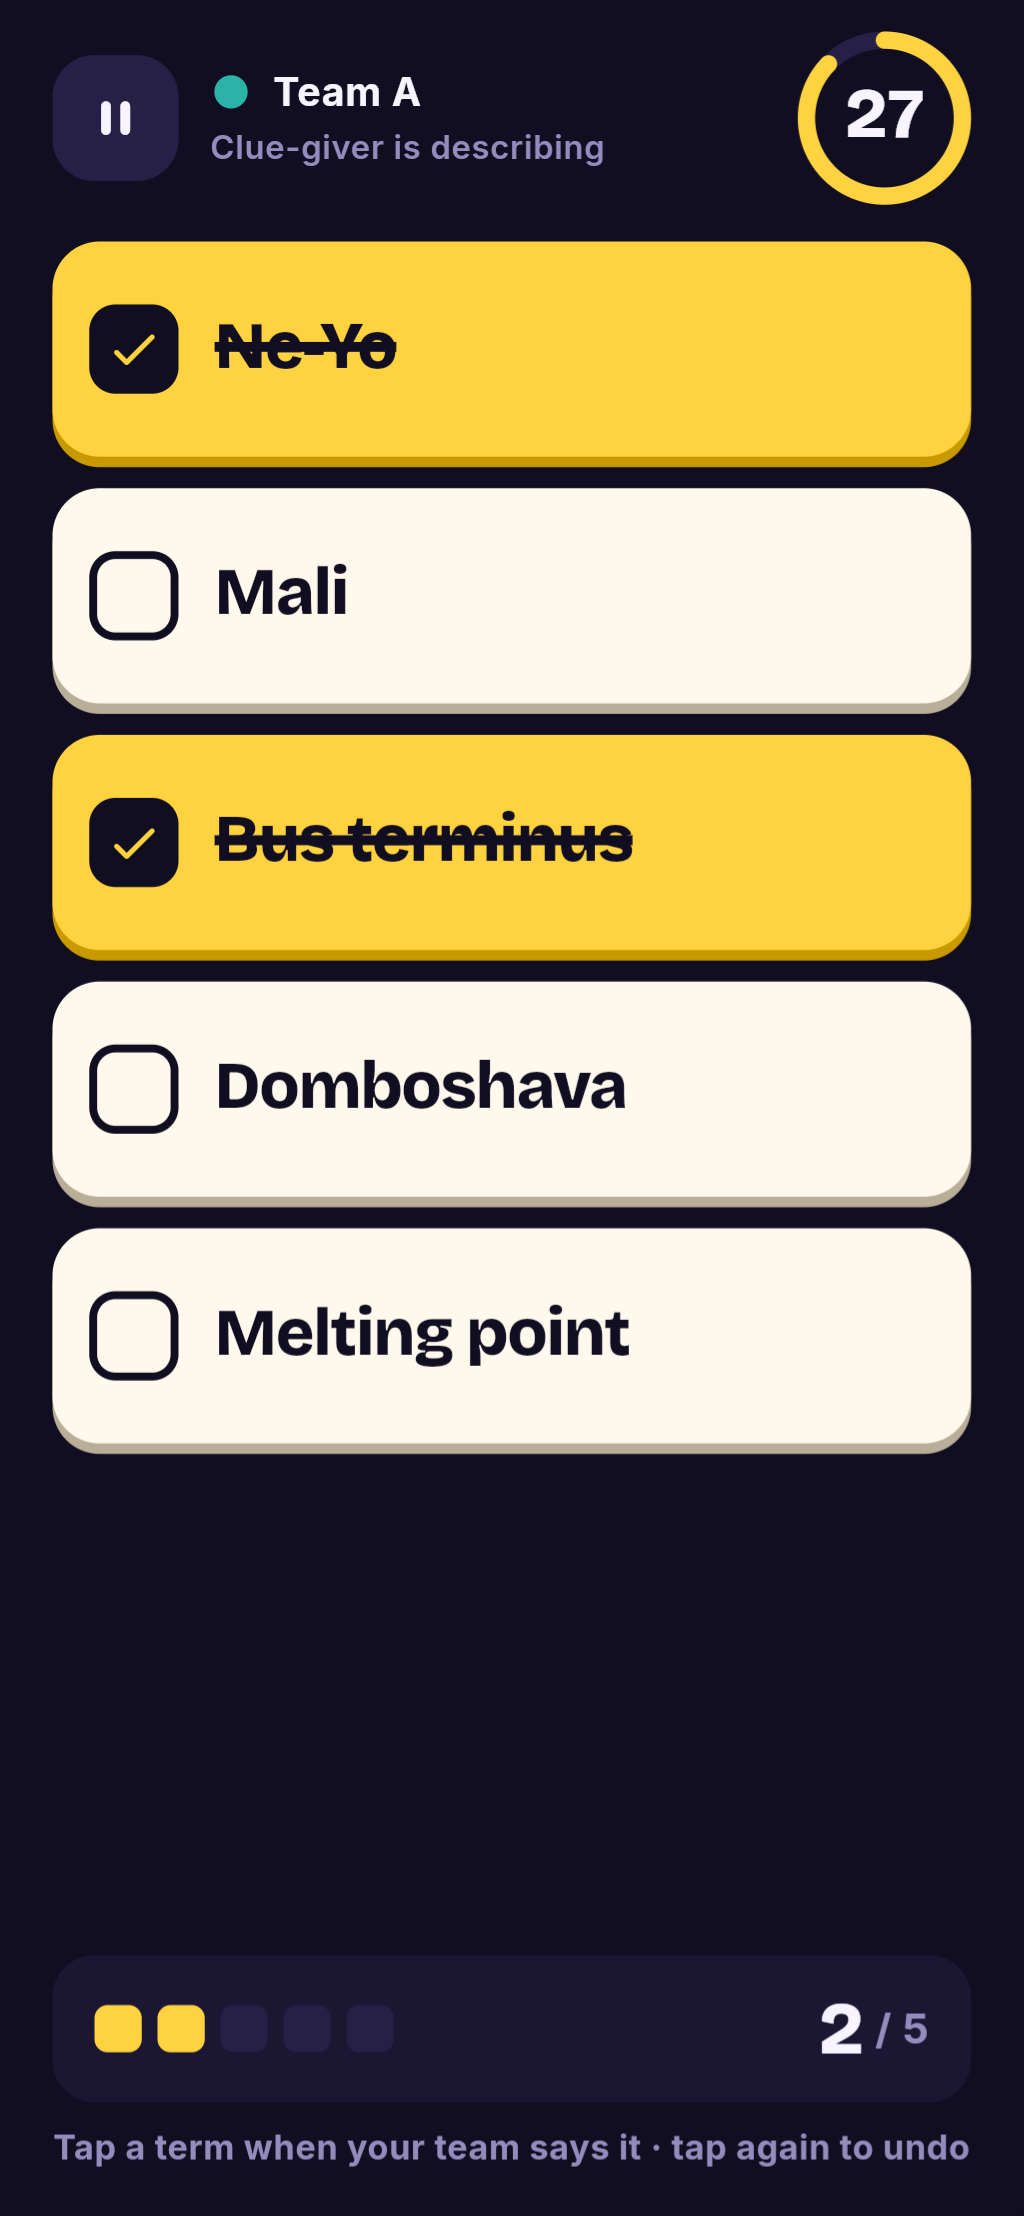 Team A
Clue-giver is describing
27
Ne-Yo
Mali
Bus terminus
Domboshava
Melting point
2 / 5
Tap a term when your team says it · tap again to undo